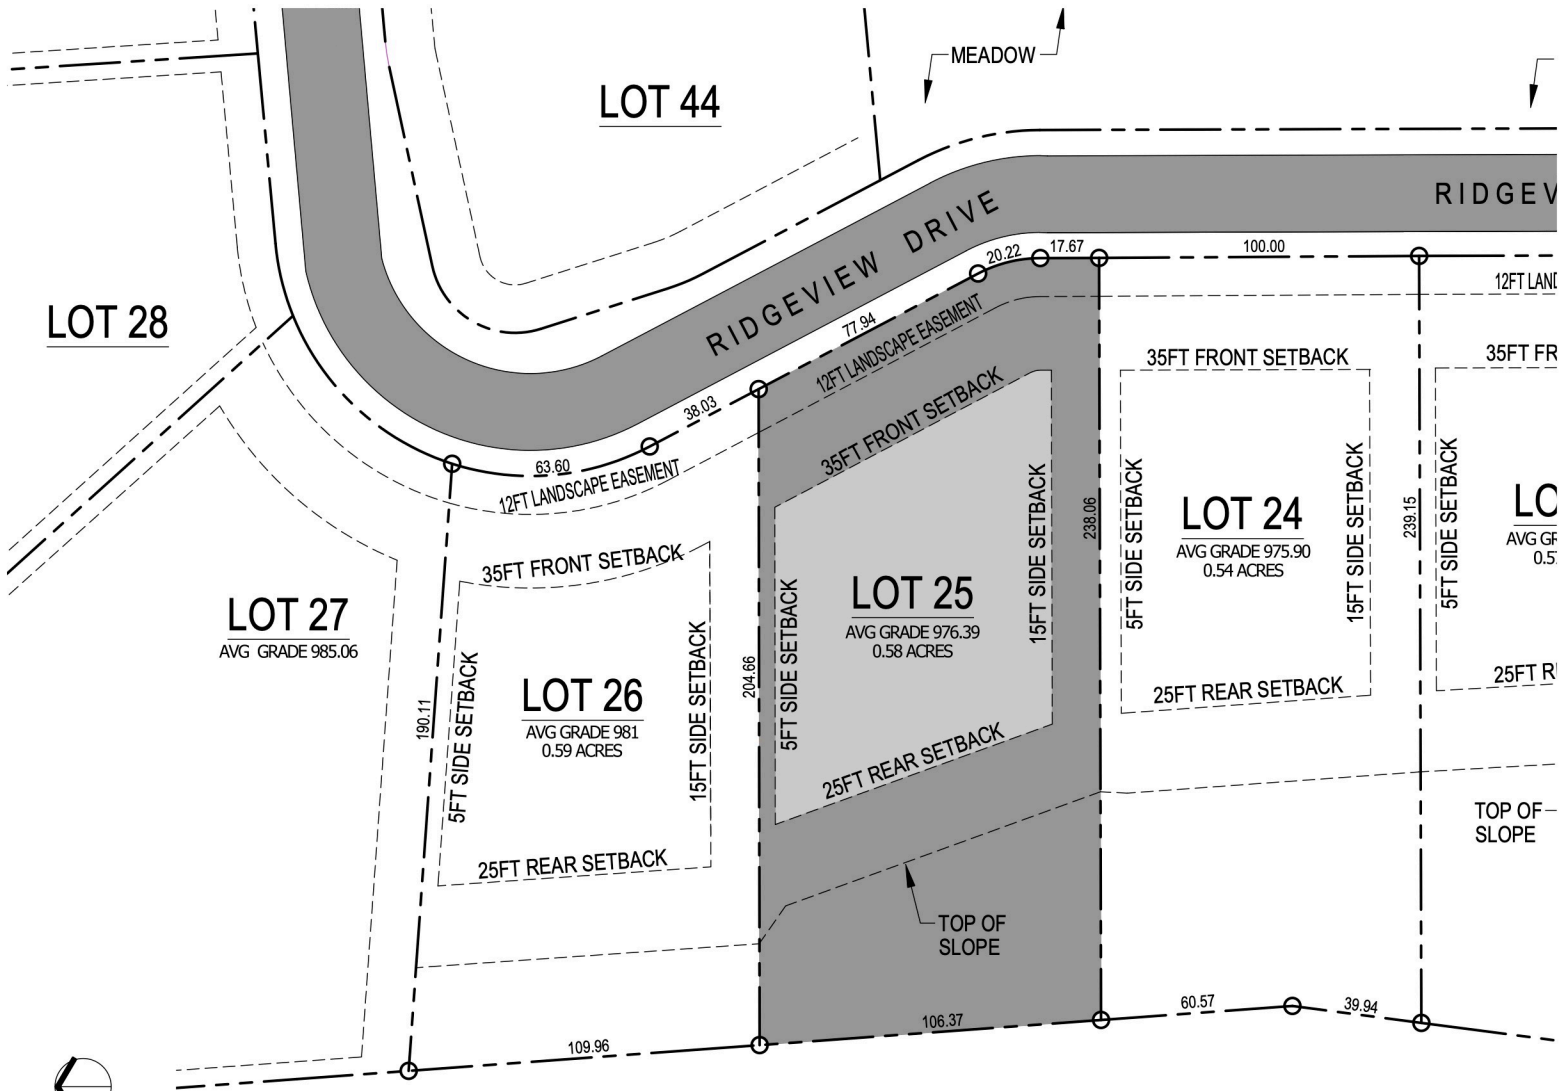 MEADOW
LOT 44
RIDGEVIEW DRIVE
RIDGEV
20.22
17.67
100.00
12FT LAND
LOT 28
77.94
12FT LANDSCAPE EASEMENT
35FT FRONT SETBACK
35FT FR
38.03
35FT FRONT SETBACK
63.60
12FT LANDSCAPE EASEMENT
15FT SIDE SETBACK
238.06
5FT SIDE SETBACK
LOT 24
AVG GRADE 975.90
0.54 ACRES
15FT SIDE SETBACK
239.15
5FT SIDE SETBACK
LO
AVG GR
0.5
35FT FRONT SETBACK
LOT 27
AVG GRADE 985.06
LOT 25
AVG GRADE 976.39
0.58 ACRES
190.11
5FT SIDE SETBACK
LOT 26
AVG GRADE 981
0.59 ACRES
15FT SIDE SETBACK
204.66
5FT SIDE SETBACK
25FT REAR SETBACK
25FT R
25FT REAR SETBACK
25FT REAR SETBACK
TOP OF
SLOPE
TOP OF
SLOPE
109.96
106.37
60.57
39.94